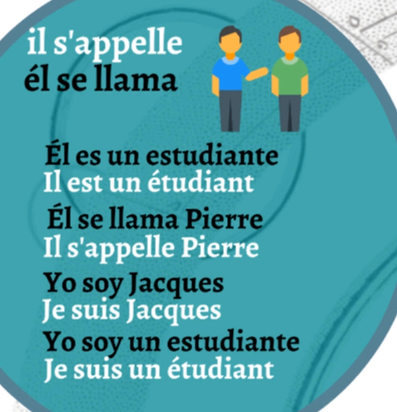 il s'appelle
él se llama
Él es un estudiante
Il est un étudiant
Él se llama Pierre
Il s'appelle Pierre
Yo soy Jacques
Je suis Jacques
Yo soy un estudiante
Je suis un étudiant